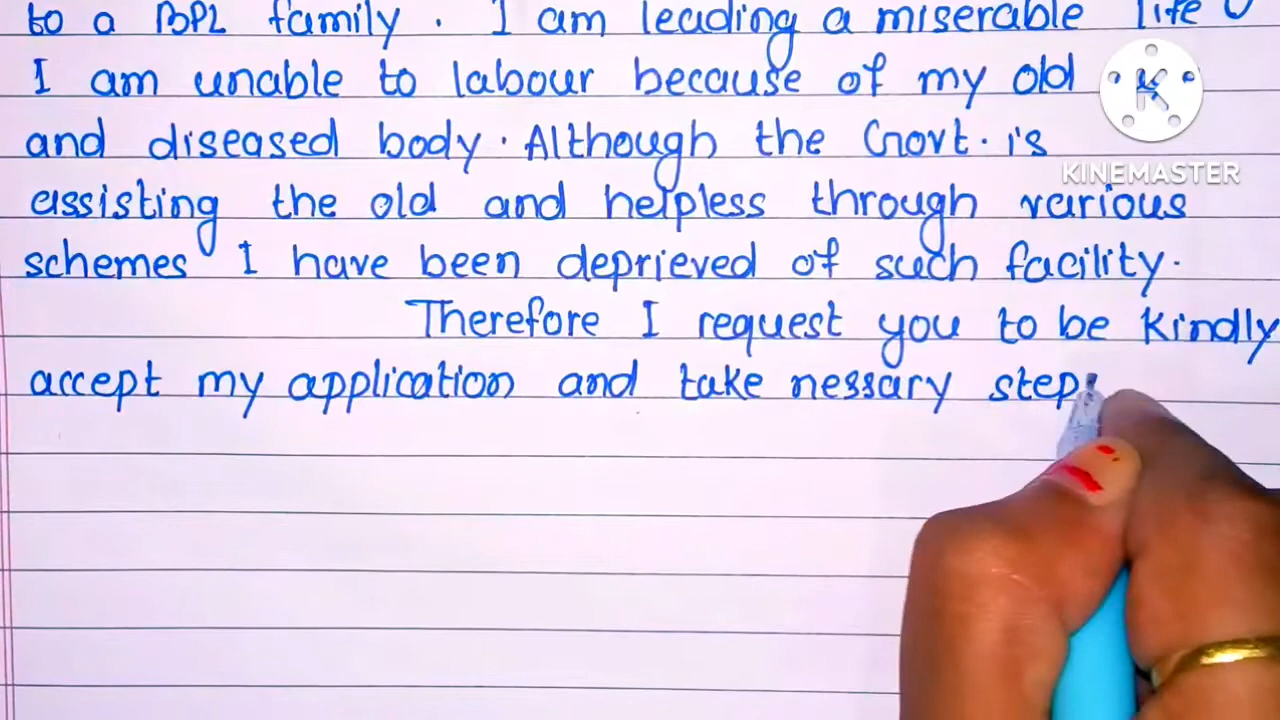 to a BPL family. I am leading a miserable life
I am unable to labour because of my old
and diseased body. Although the Govt. is
assisting the old and helpless through various
schemes I have been deprieved of such facility.
Therefore I request you to be Kindly
accept my application and take nessary step
K
KINEMASTER